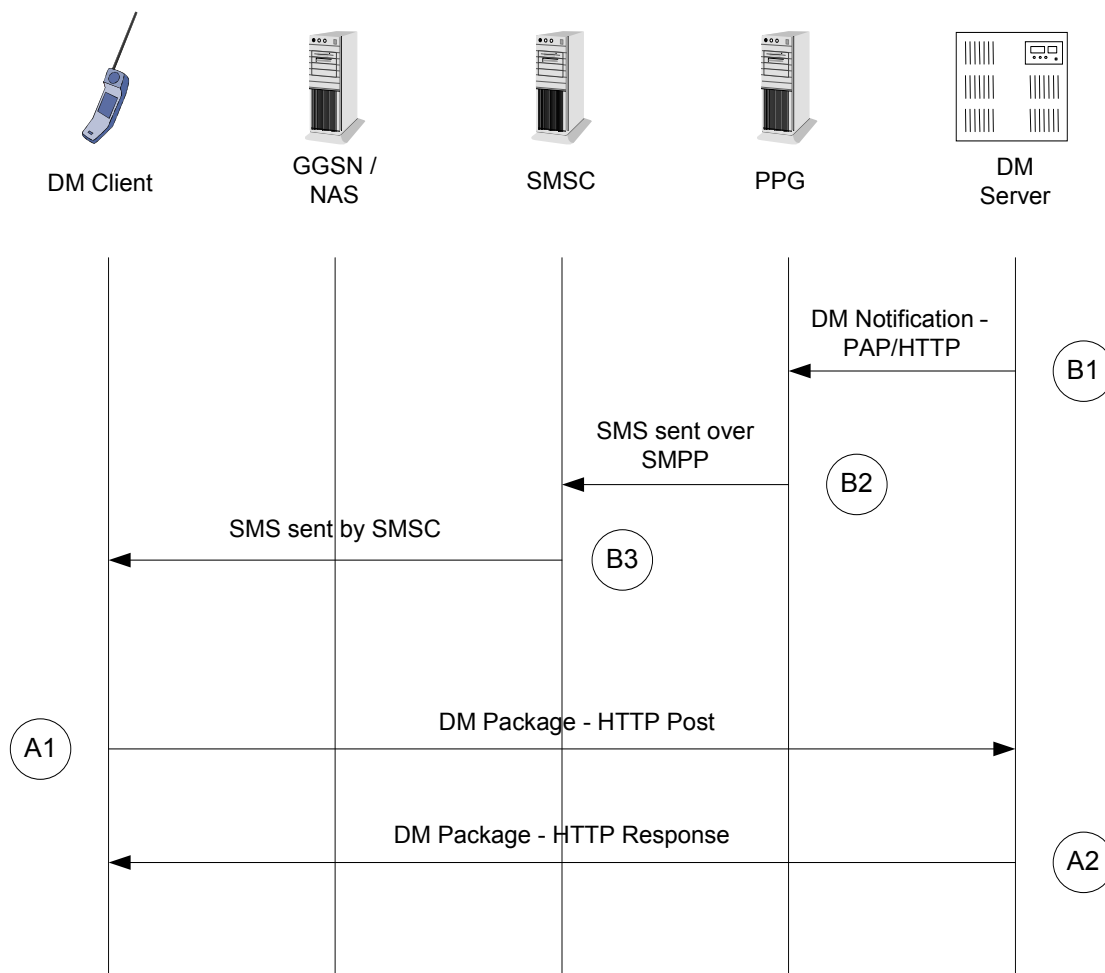 DM Client
GGSN /
NAS
SMSC
PPG
DM
Server
DM Notification -
PAP/HTTP
B1
SMS sent over
SMPP
B2
SMS sent by SMSC
B3
DM Package - HTTP Post
A1
DM Package - HTTP Response
A2